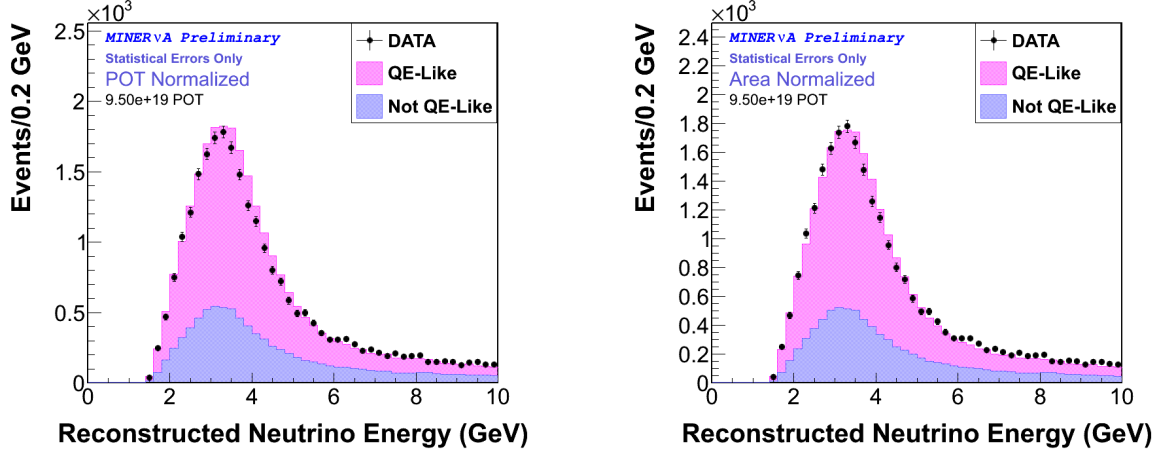 ×10³
Events/0.2 GeV
2.5
2
1.5
1
0.5
0
MINERνA Preliminary
Statistical Errors Only
POT Normalized
9.50e+19 POT
DATA
QE-Like
Not QE-Like
0 2 4 6 8 10
Reconstructed Neutrino Energy (GeV)
×10³
Events/0.2 GeV
2.4
2.2
2
1.8
1.6
1.4
1.2
1
0.8
0.6
0.4
0.2
0
MINERνA Preliminary
Statistical Errors Only
Area Normalized
9.50e+19 POT
DATA
QE-Like
Not QE-Like
0 2 4 6 8 10
Reconstructed Neutrino Energy (GeV)